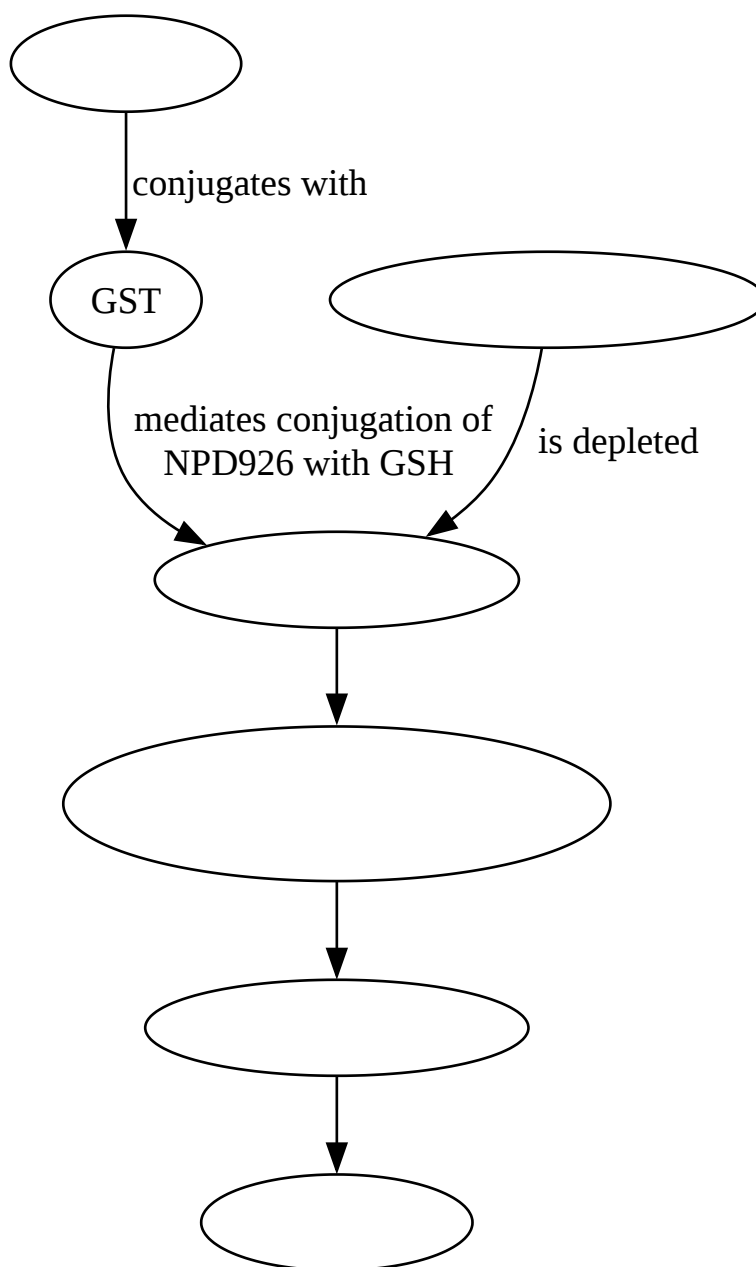 conjugates with
GST
mediates conjugation of
NPD926 with GSH
is depleted